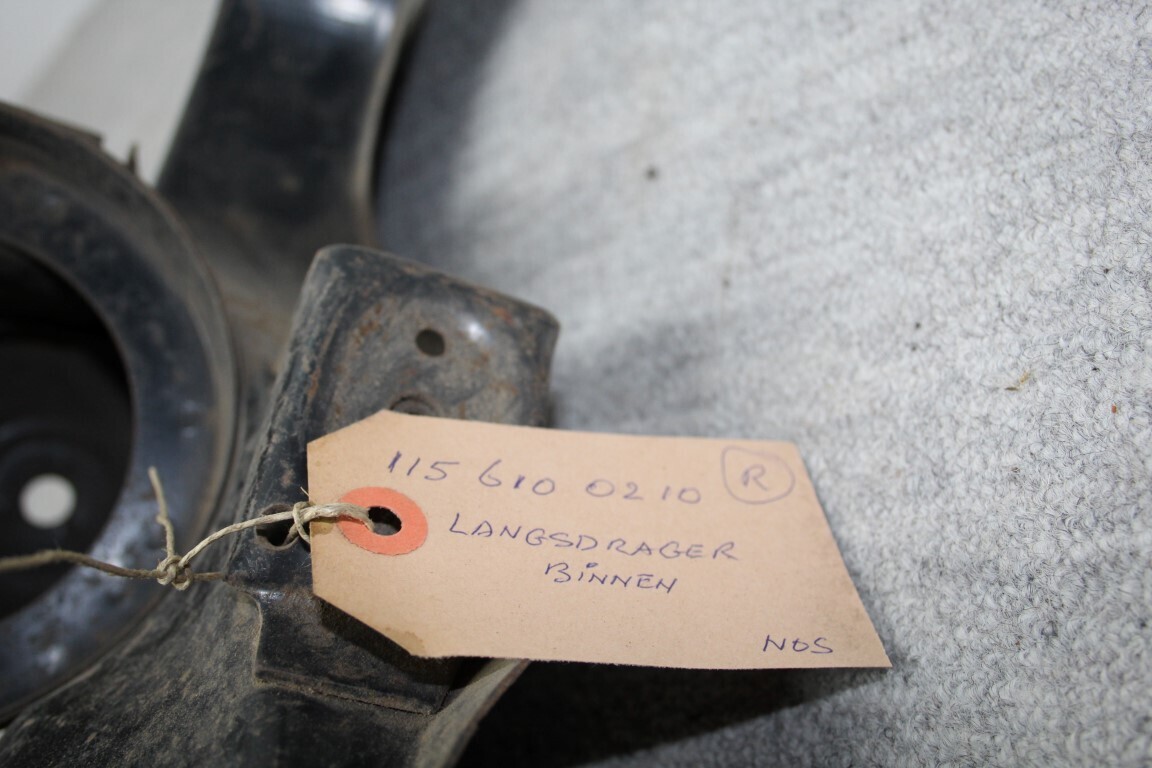 115 610 0210 R
LANGSDRAGER
BINNEN
NOS